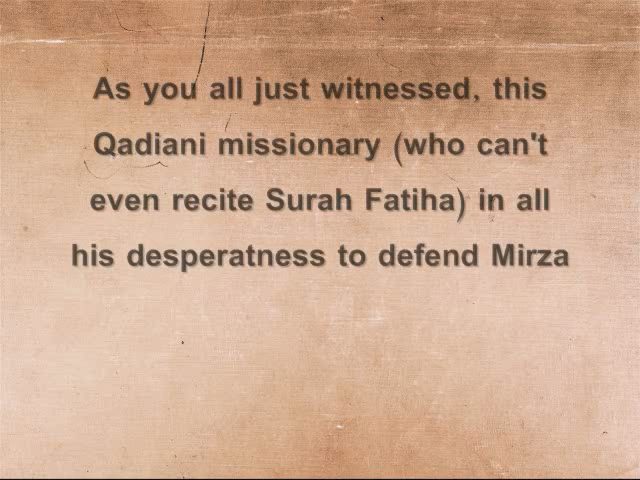 As you all just witnessed, this
Qadiani missionary (who can't
even recite Surah Fatiha) in all
his desperatness to defend Mirza